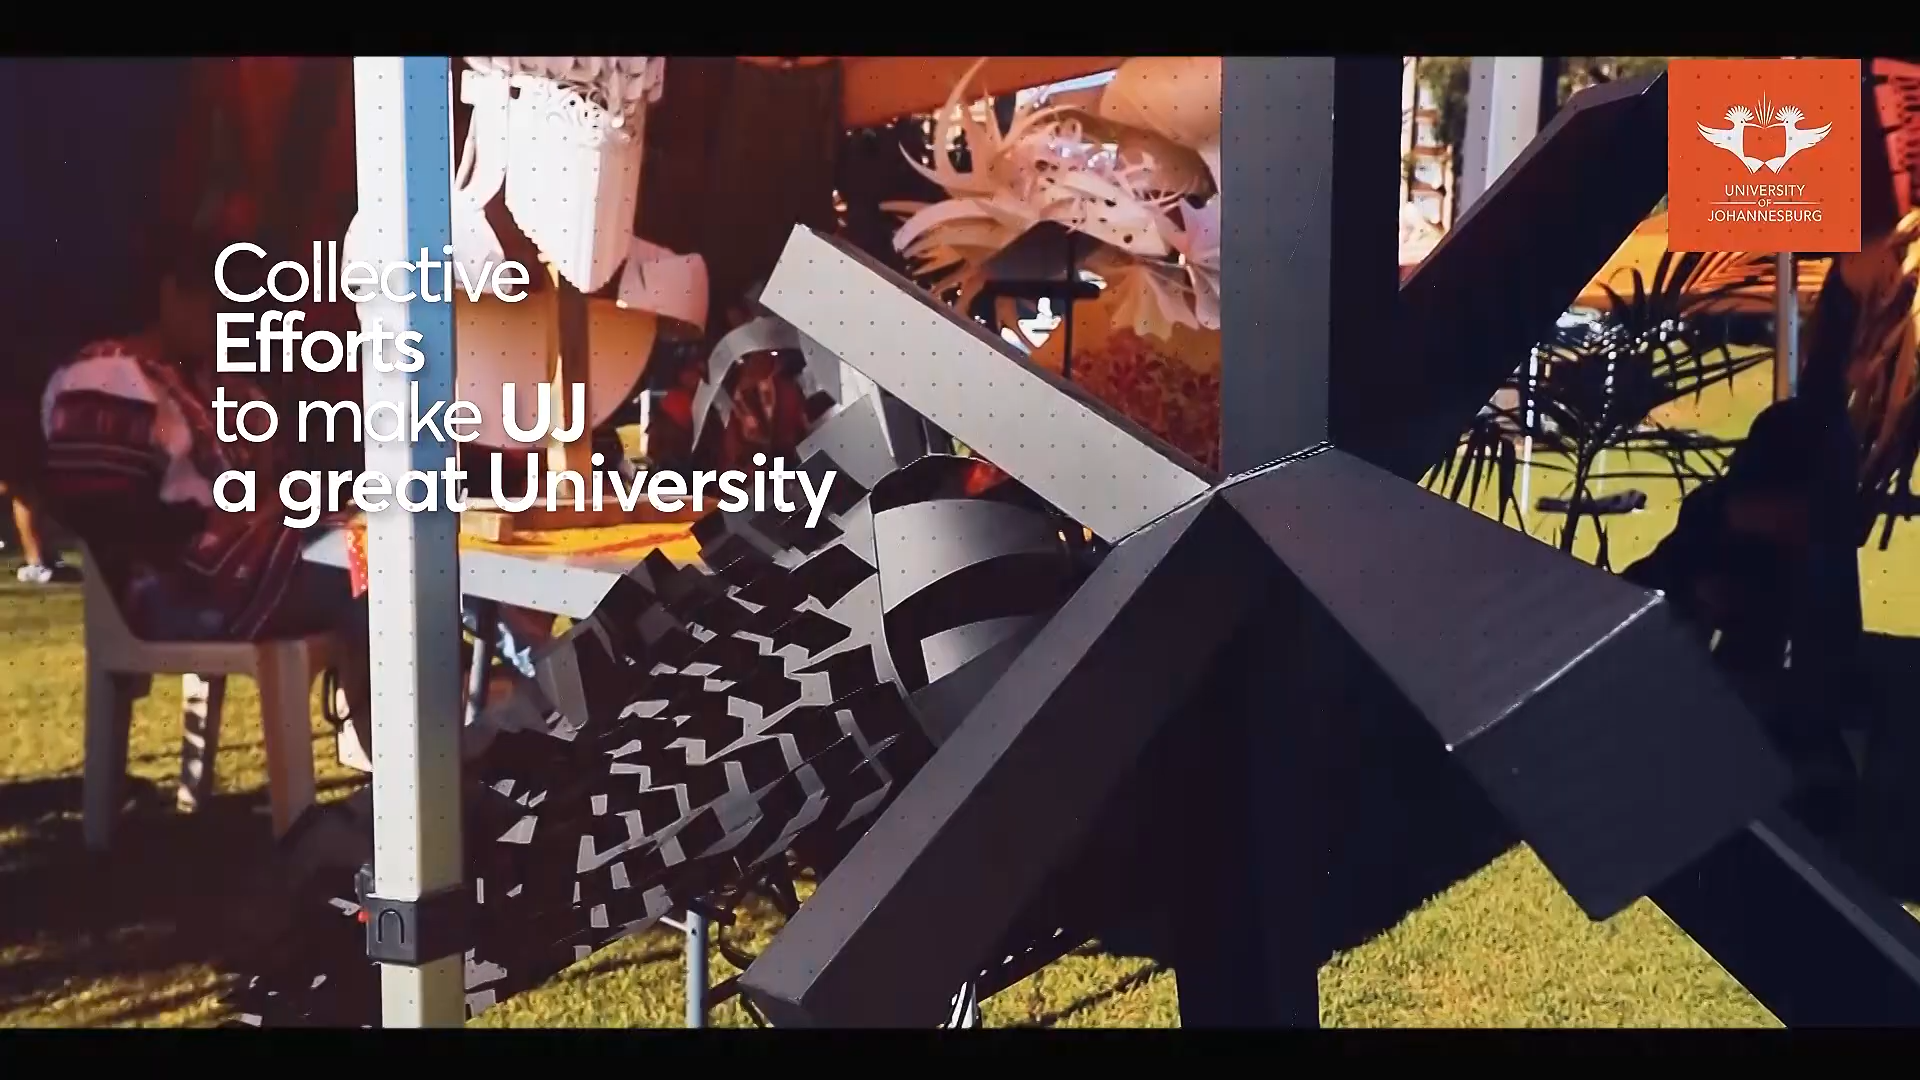 Collective
Efforts
to make UJ
a great University
UNIVERSITY
OF
JOHANNESBURG